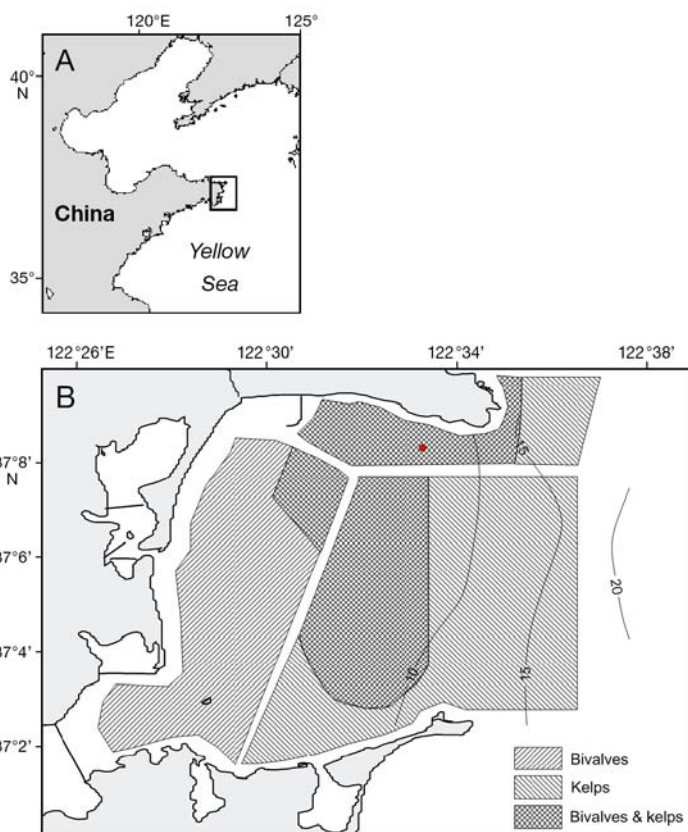 120°E 125°
A
40°
N
China
Yellow
Sea
35°
122°26'E 122°30' 122°34' 122°38'
B
15
37°8'
N
37°6'
20
37°4'
10
15
37°2'
Bivalves
Kelps
Bivalves & kelps